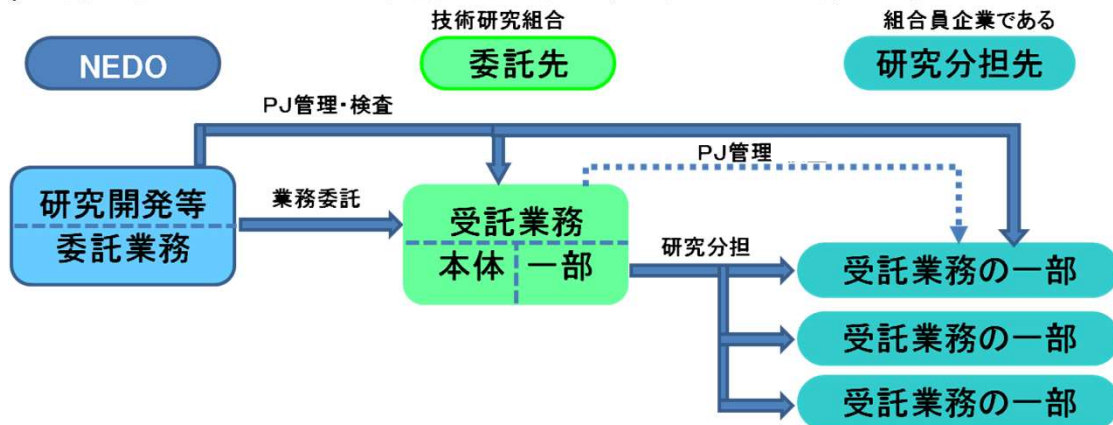 技術研究組合
組合員企業である
NEDO
委託先
研究分担先
PJ管理・検査
PJ管理
研究開発等
委託業務
業務委託
受託業務
本体
一部
研究分担
受託業務の一部
受託業務の一部
受託業務の一部